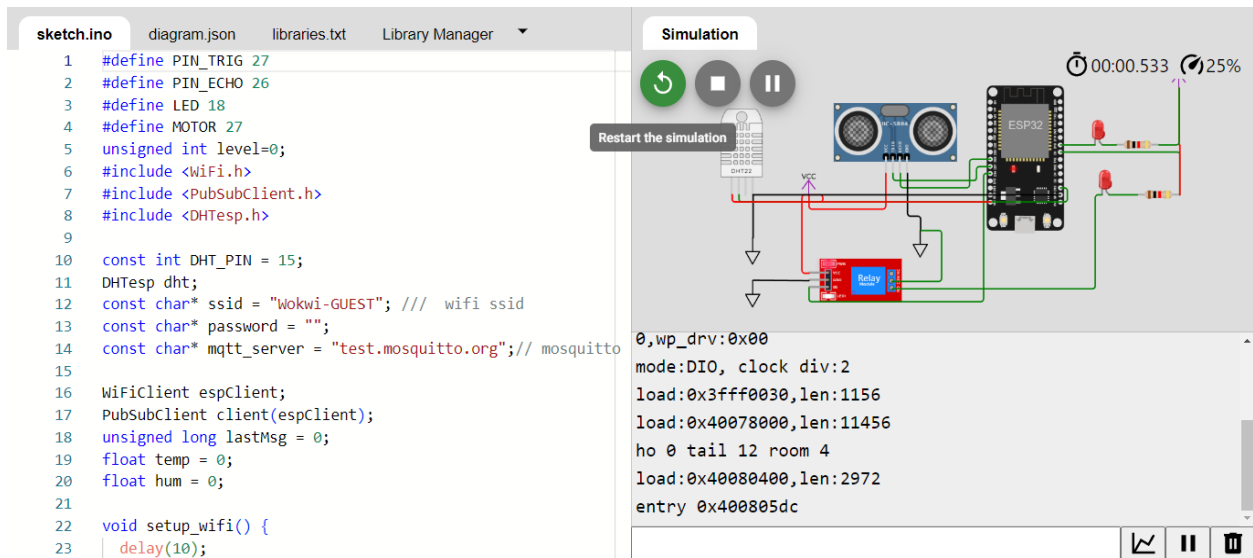 sketch.ino diagram.json libraries.txt Library Manager
1 #define PIN_TRIG 27
2 #define PIN_ECHO 26
3 #define LED 18
4 #define MOTOR 27
5 unsigned int level=0;
6 #include <WiFi.h>
7 #include <PubSubClient.h>
8 #include <DHTesp.h>
9
10 const int DHT_PIN = 15;
11 DHTesp dht;
12 const char* ssid = "Wokwi-GUEST"; /// wifi ssid
13 const char* password = "";
14 const char* mqtt_server = "test.mosquitto.org";// mosquitto
15
16 WiFiClient espClient;
17 PubSubClient client(espClient);
18 unsigned long lastMsg = 0;
19 float temp = 0;
20 float hum = 0;
21
22 void setup_wifi() {
23 delay(10);
Simulation
00:00.533 25%
Restart the simulation
ESP32
DHT22
VCC
Relay
Module
0,wp_drv:0x00
mode:DIO, clock div:2
load:0x3fff0030,len:1156
load:0x40078000,len:11456
ho 0 tail 12 room 4
load:0x40080400,len:2972
entry 0x400805dc